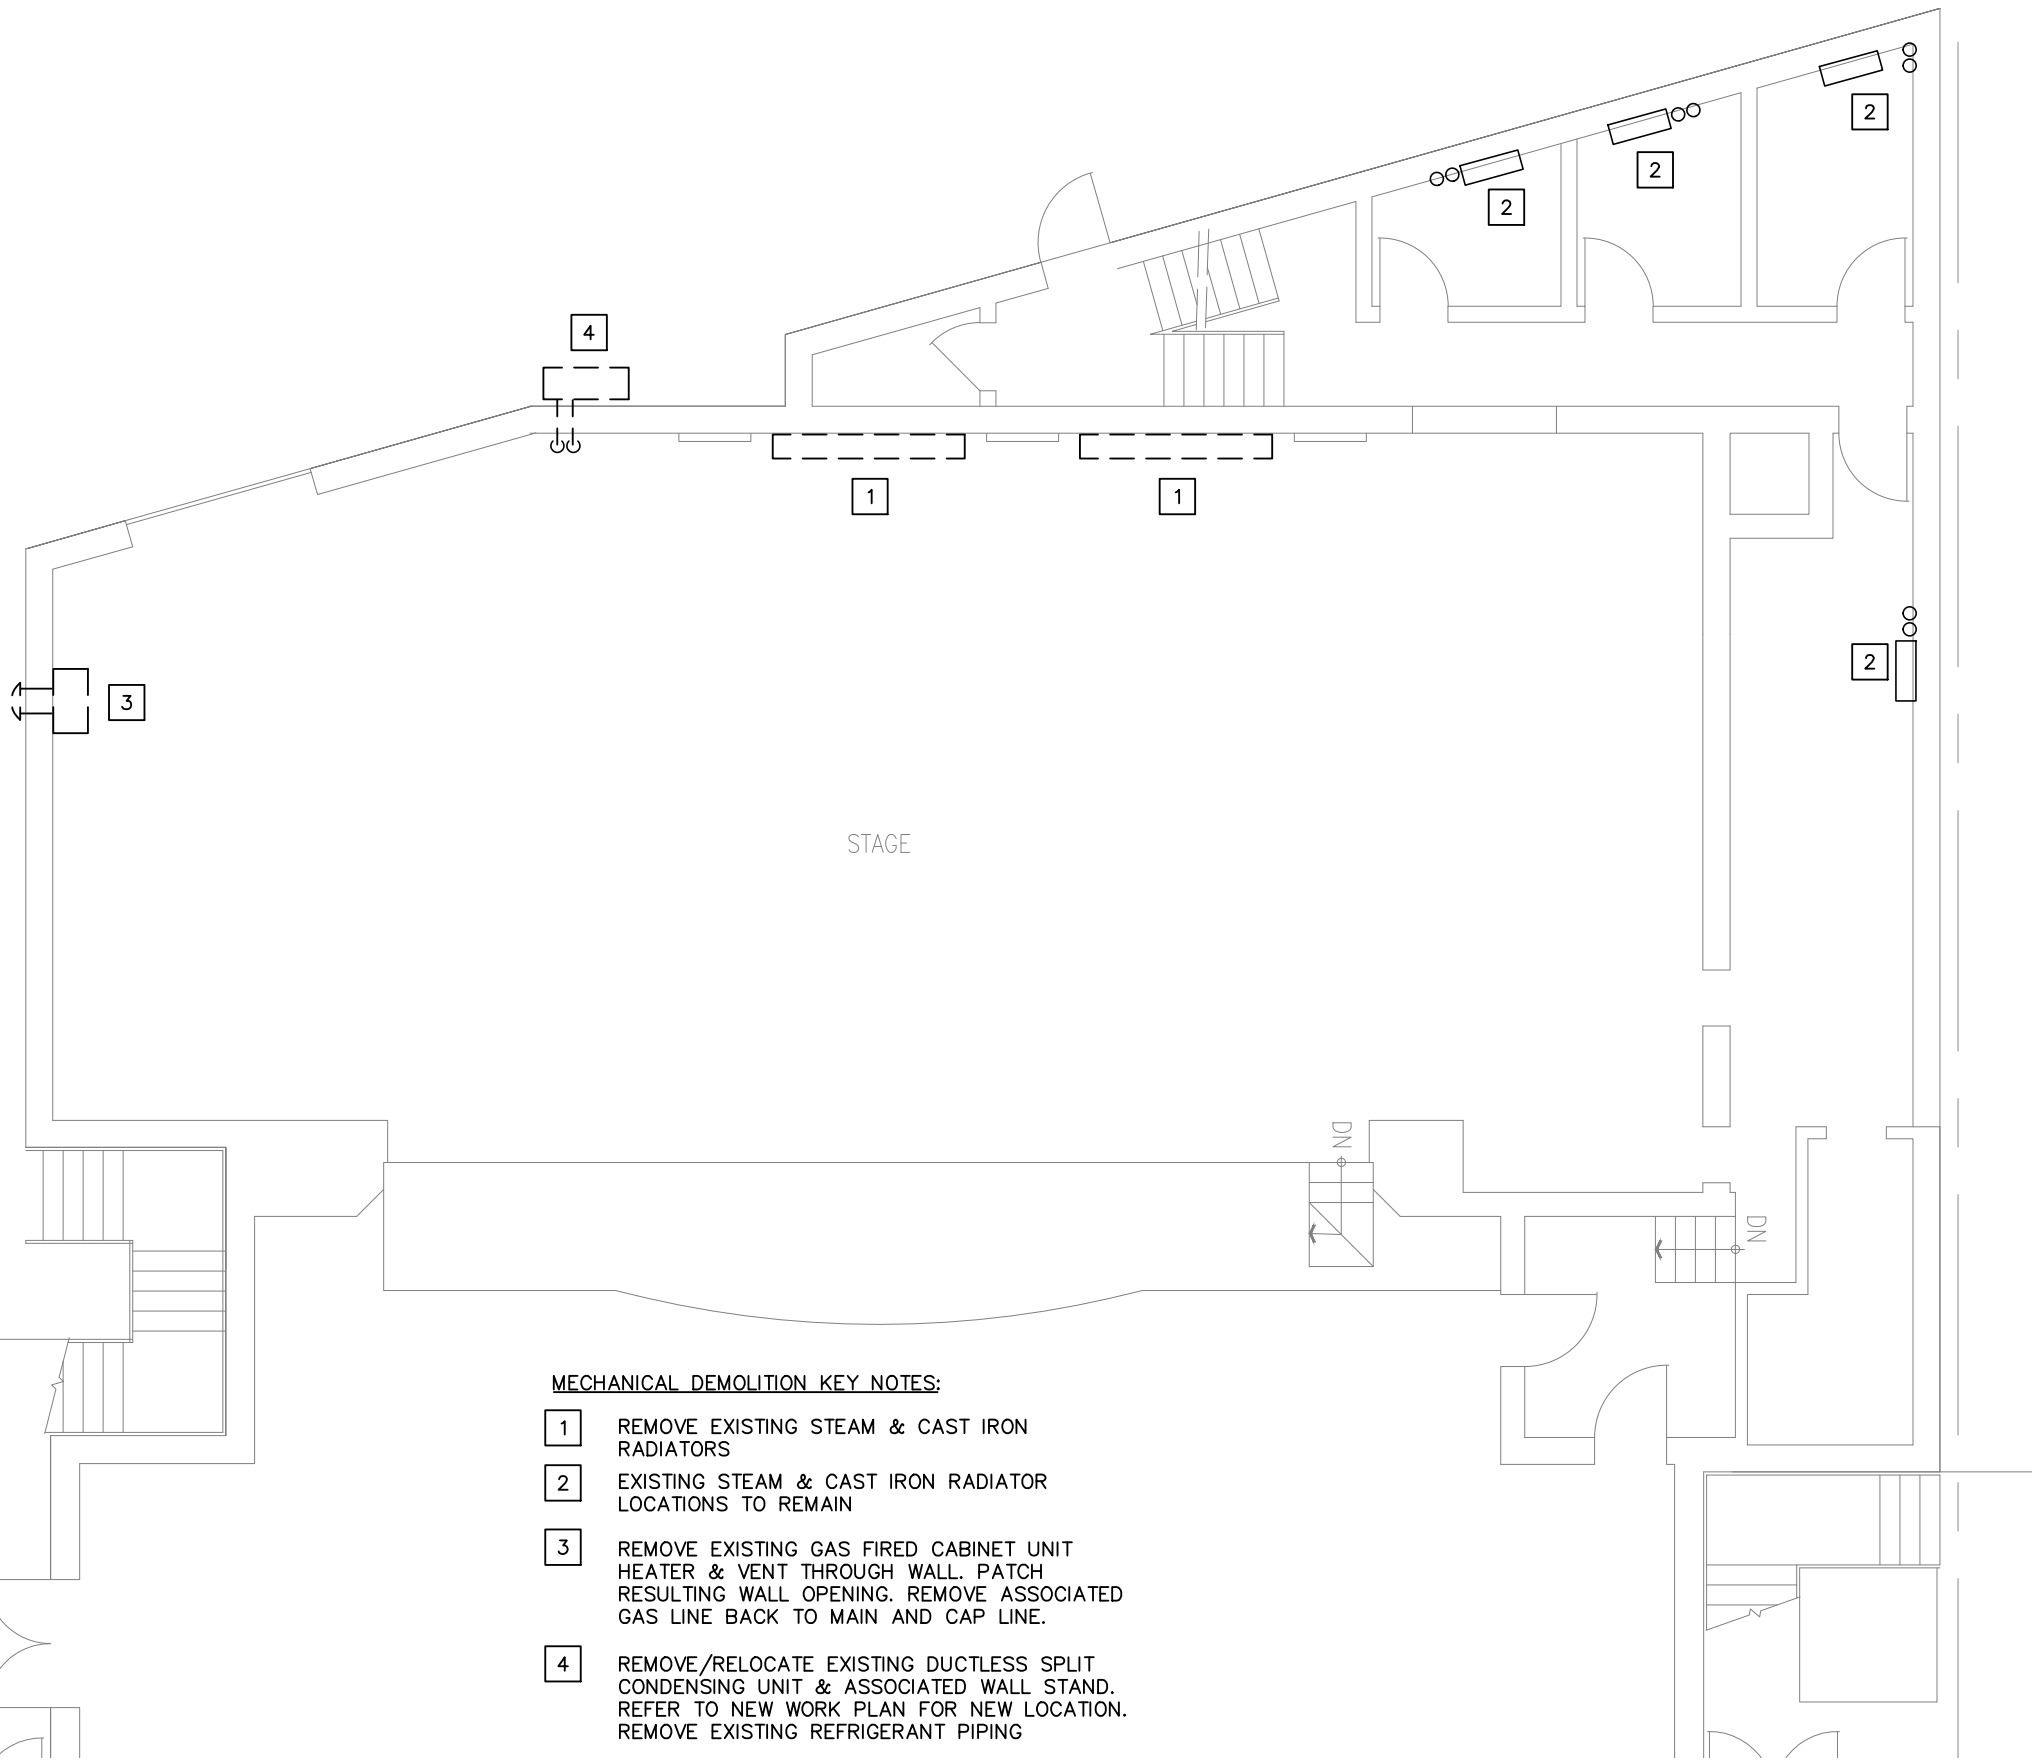 2
2
2
4
1
1
2
3
STAGE
DN
DN
MECHANICAL DEMOLITION KEY NOTES:
1
REMOVE EXISTING STEAM & CAST IRON
RADIATORS
2
EXISTING STEAM & CAST IRON RADIATOR
LOCATIONS TO REMAIN
3
REMOVE EXISTING GAS FIRED CABINET UNIT
HEATER & VENT THROUGH WALL. PATCH
RESULTING WALL OPENING. REMOVE ASSOCIATED
GAS LINE BACK TO MAIN AND CAP LINE.
4
REMOVE/RELOCATE EXISTING DUCTLESS SPLIT
CONDENSING UNIT & ASSOCIATED WALL STAND.
REFER TO NEW WORK PLAN FOR NEW LOCATION.
REMOVE EXISTING REFRIGERANT PIPING